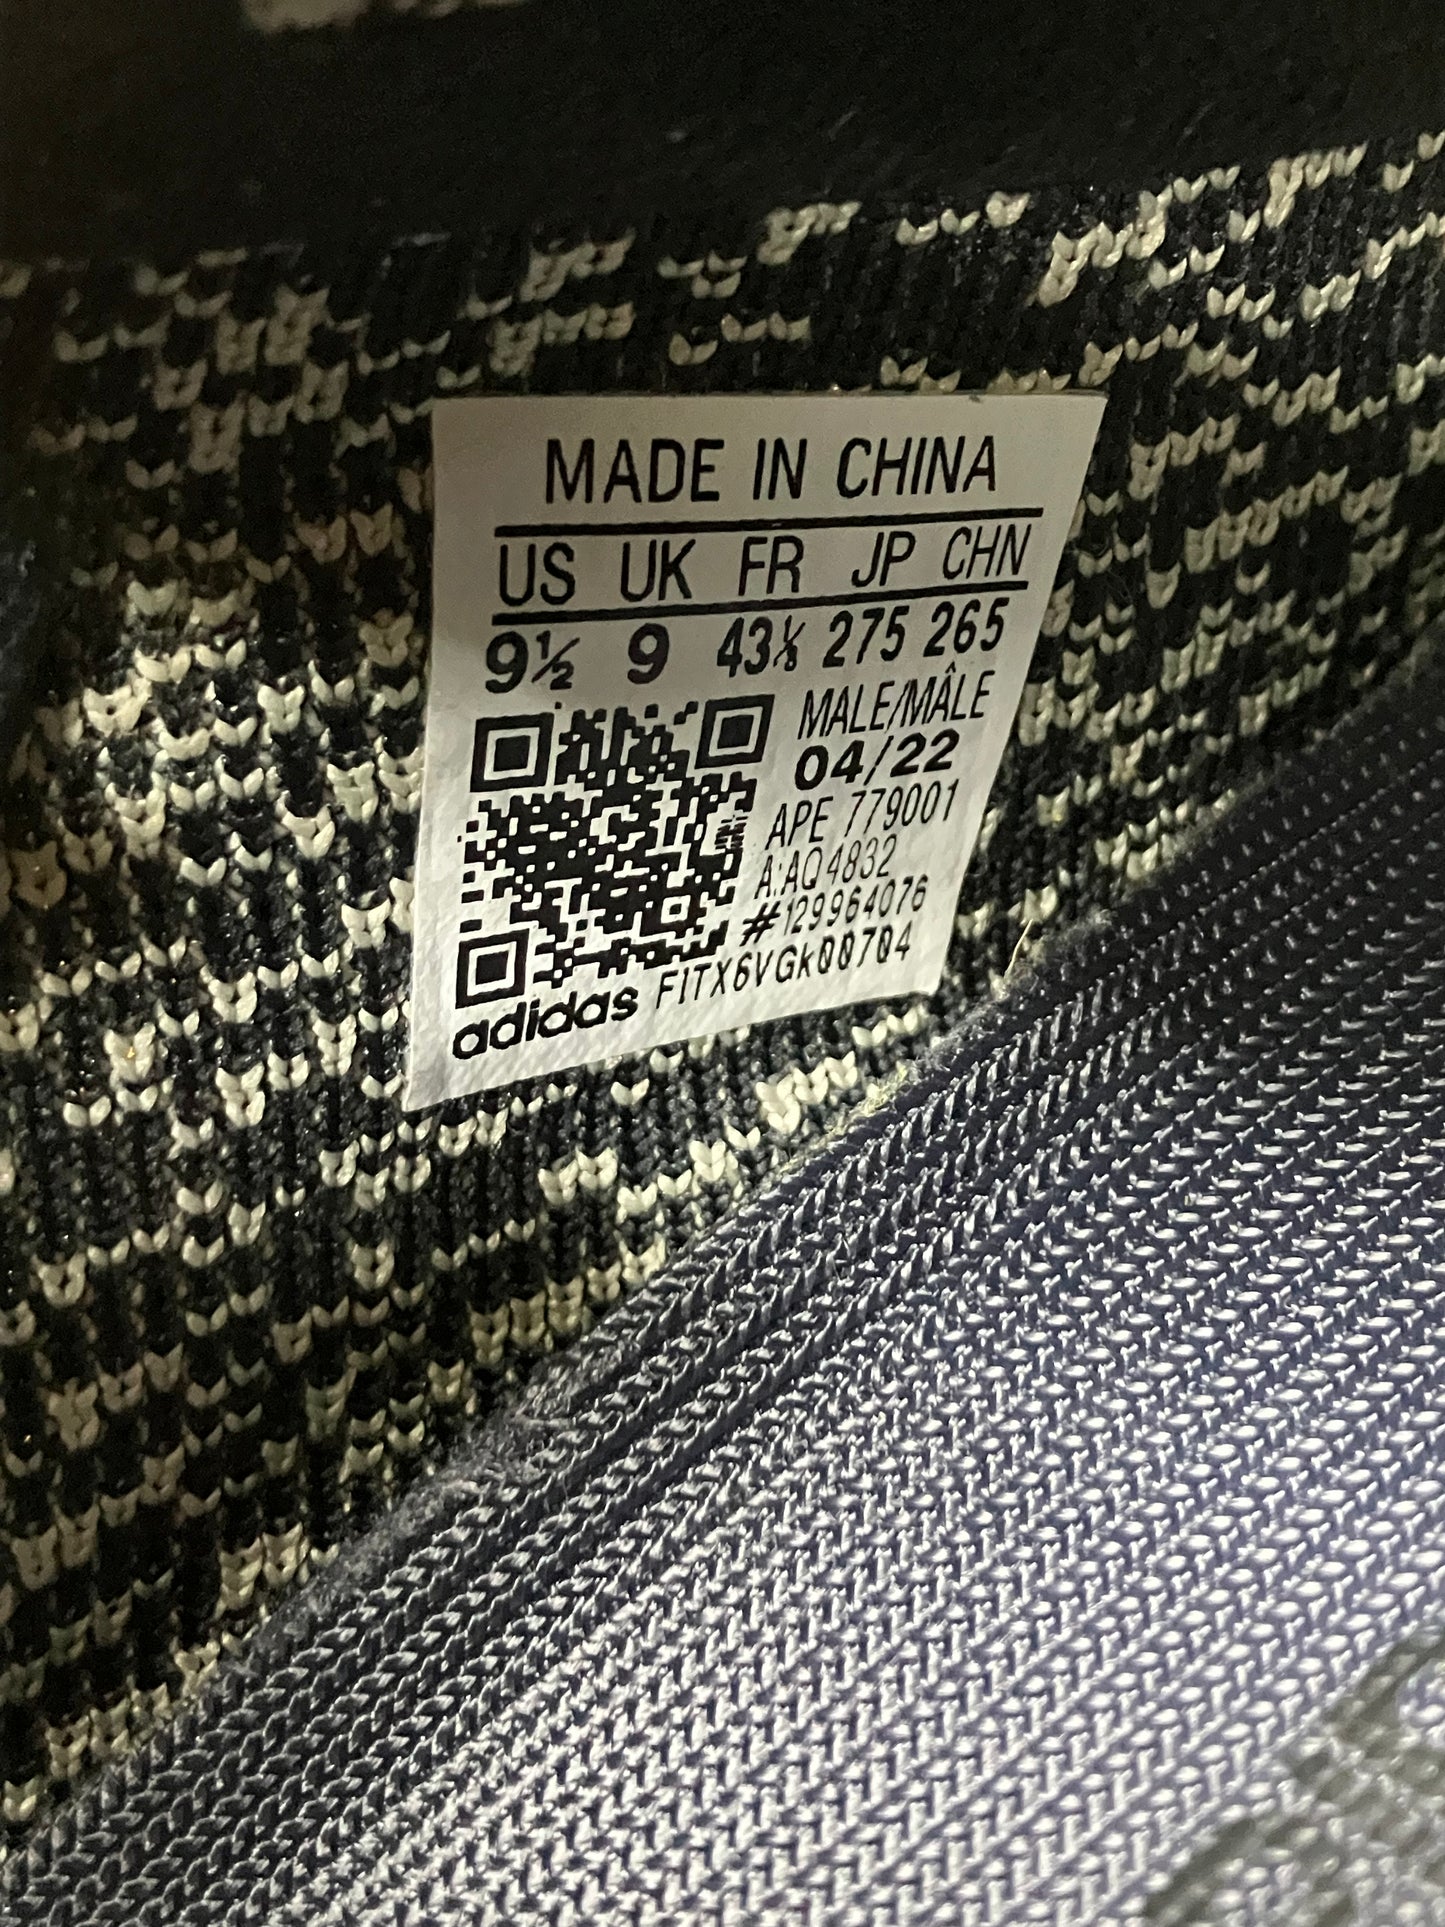 MADE IN CHINA
US UK FR JP CHN
9½ 9 43⅓ 275 265
MALE/MÂLE
04/22
APE 779001
A:AQ4832
#129964076
FITX6VGk00704
adidas